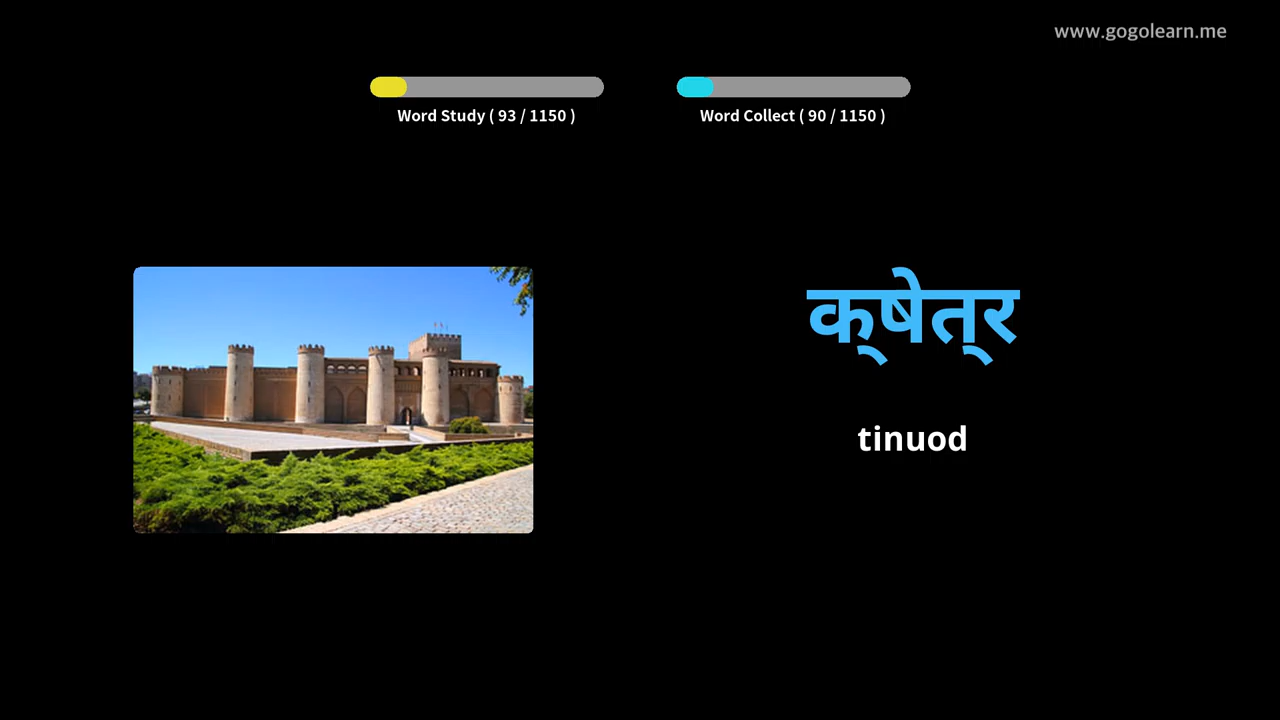 www.gogolearn.me
Word Study ( 93 / 1150 )
Word Collect ( 90 / 1150 )
क्षेत्र
tinuod